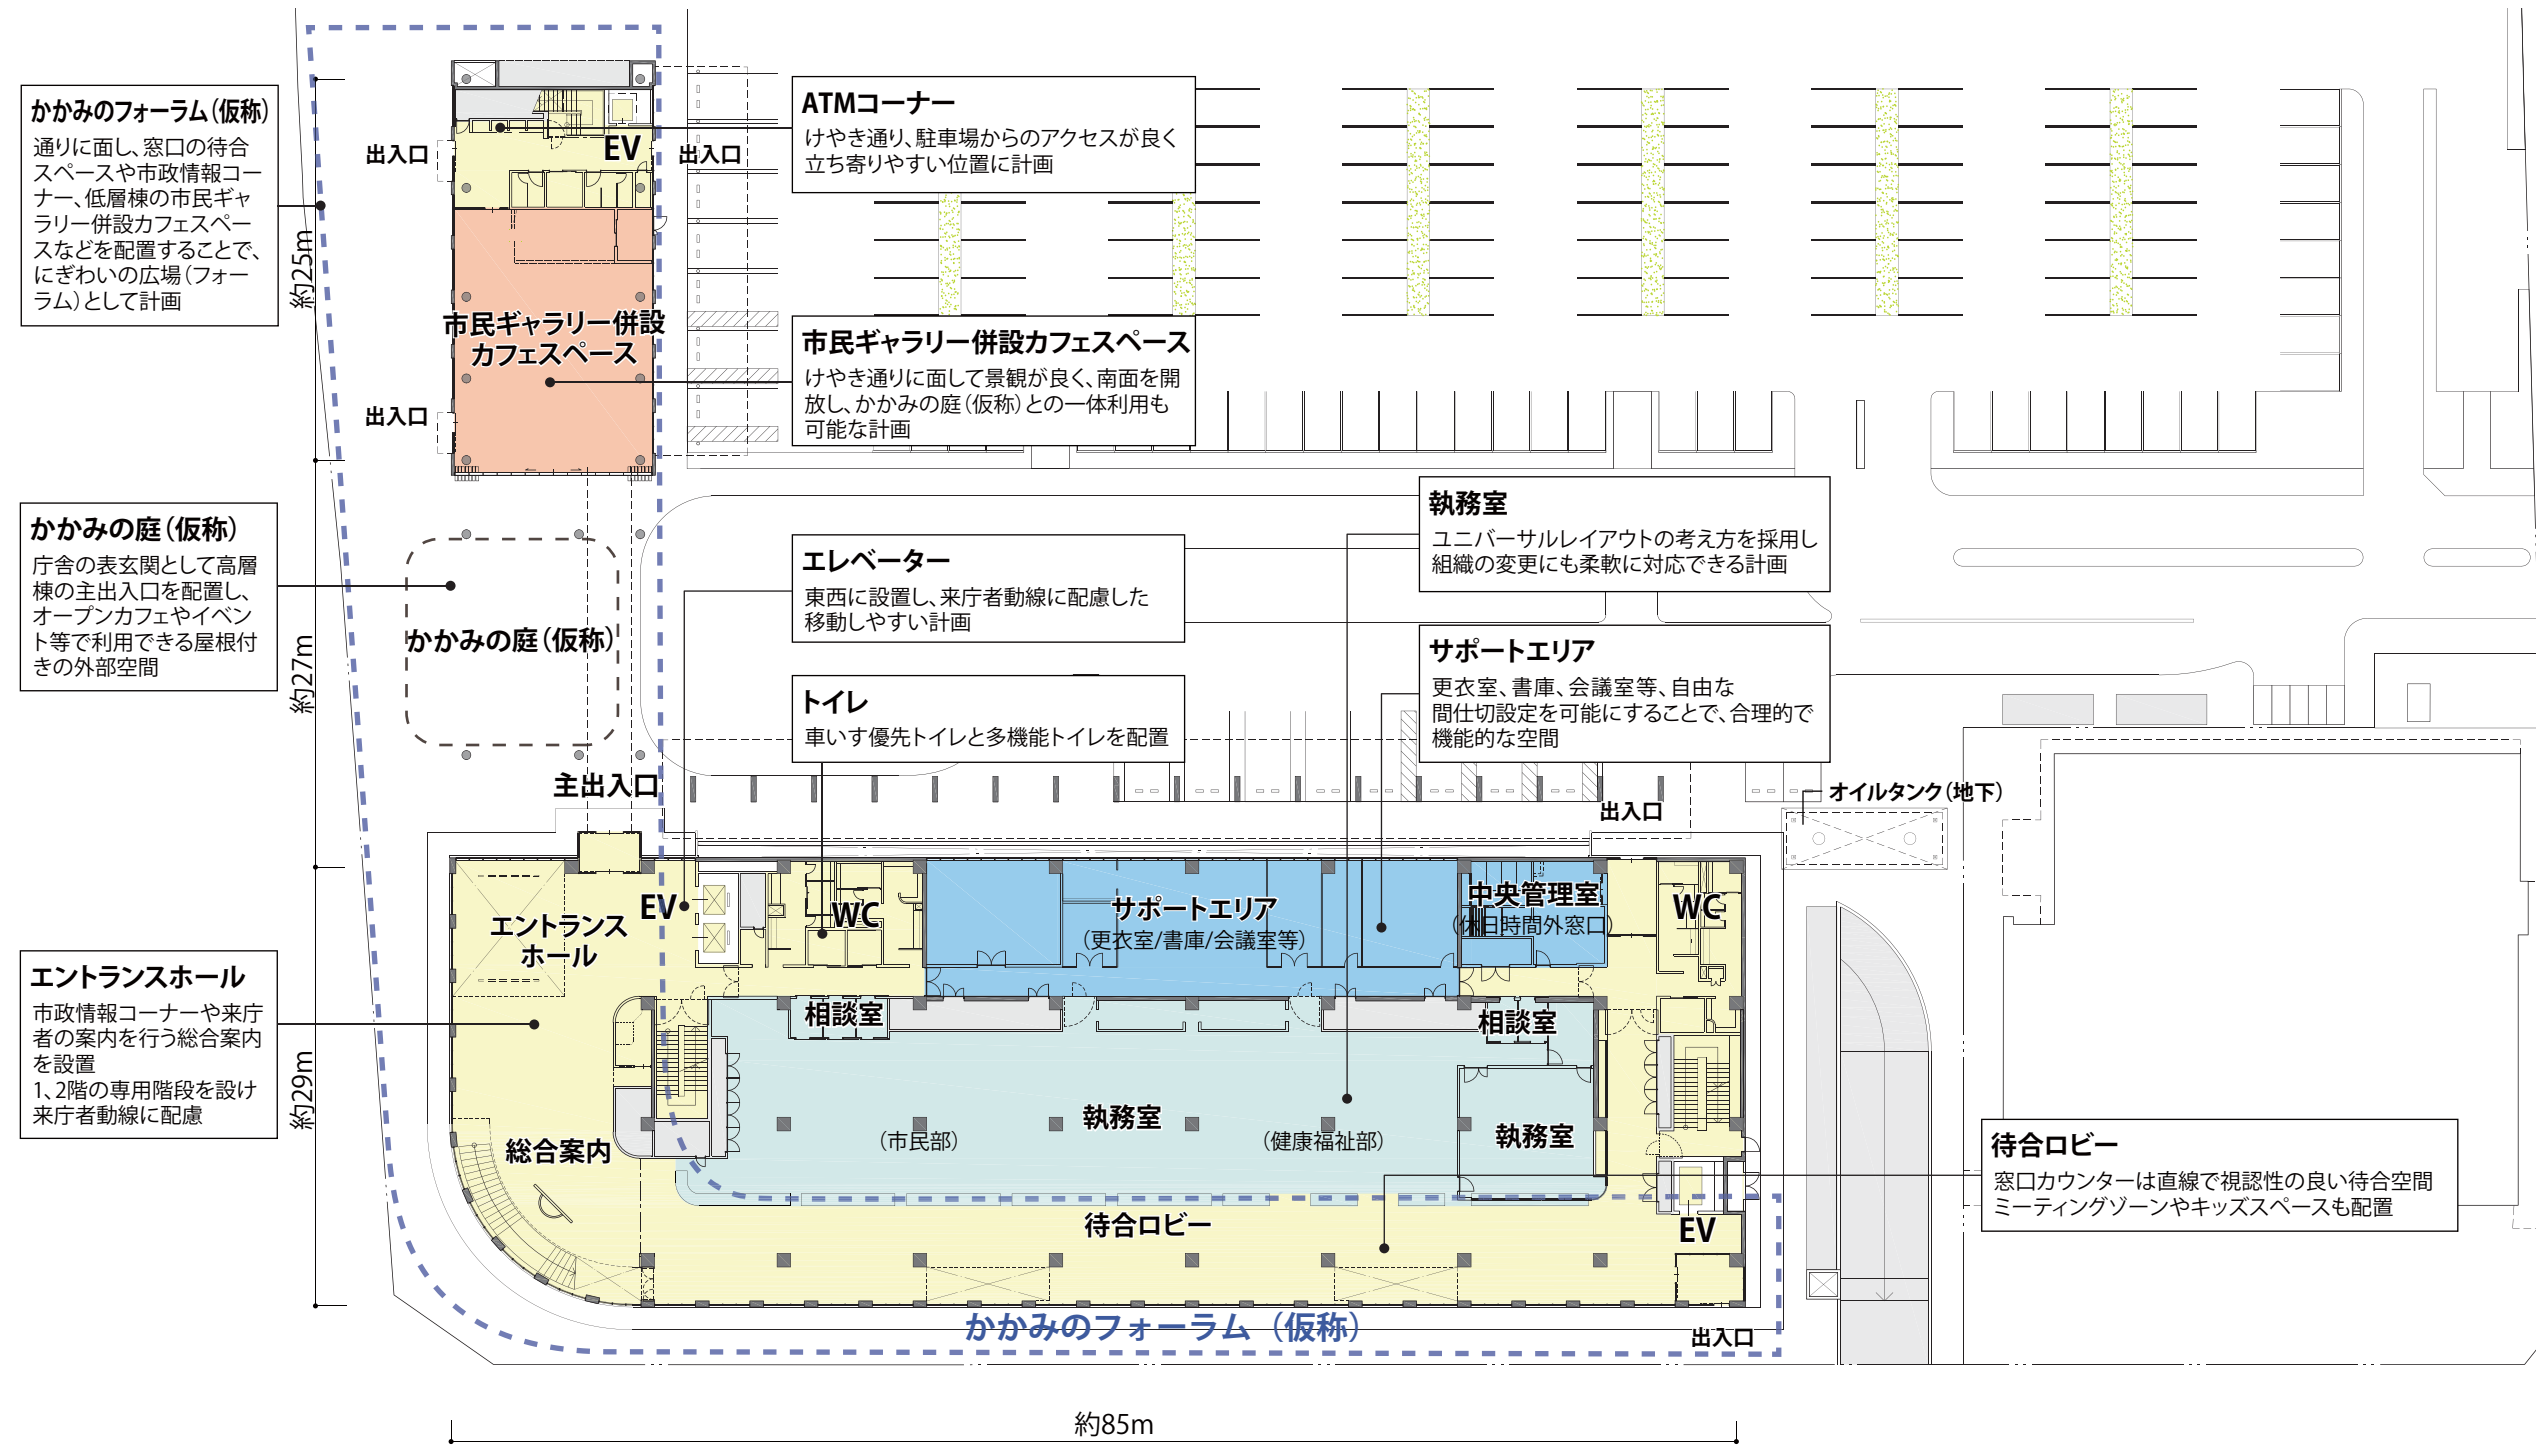 かかみのフォーラム(仮称)
通りに面し、窓口の待合
スペースや市政情報コー
ナー、低層棟の市民ギャ
ラリー併設カフェスペー
スなどを配置することで、
にぎわいの広場(フォー
ラム)として計画
約25m
出入口
EV
出入口
ATMコーナー
けやき通り、駐車場からのアクセスが良く
立ち寄りやすい位置に計画
市民ギャラリー併設
カフェスペース
市民ギャラリー併設カフェスペース
けやき通りに面して景観が良く、南面を開
放し、かかみの庭(仮称)との一体利用も
可能な計画
出入口
かかみの庭(仮称)
庁舎の表玄関として高層
棟の主出入口を配置し、
オープンカフェやイベン
ト等で利用できる屋根付
きの外部空間
約27m
かかみの庭(仮称)
エレベーター
東西に設置し、来庁者動線に配慮した
移動しやすい計画
執務室
ユニバーサルレイアウトの考え方を採用し
組織の変更にも柔軟に対応できる計画
トイレ
車いす優先トイレと多機能トイレを配置
サポートエリア
更衣室、書庫、会議室等、自由な
間仕切設定を可能にすることで、合理的で
機能的な空間
主出入口
出入口
オイルタンク(地下)
エントランス
ホール
EV
WC
サポートエリア
(更衣室/書庫/会議室等)
中央管理室
(休日時間外窓口)
WC
エントランスホール
市政情報コーナーや来庁
者の案内を行う総合案内
を設置
1、2階の専用階段を設け
来庁者動線に配慮
約29m
相談室
相談室
総合案内
執務室
(市民部)
(健康福祉部)
執務室
待合ロビー
EV
待合ロビー
窓口カウンターは直線で視認性の良い待合空間
ミーティングゾーンやキッズスペースも配置
かかみのフォーラム(仮称)
出入口
約85m